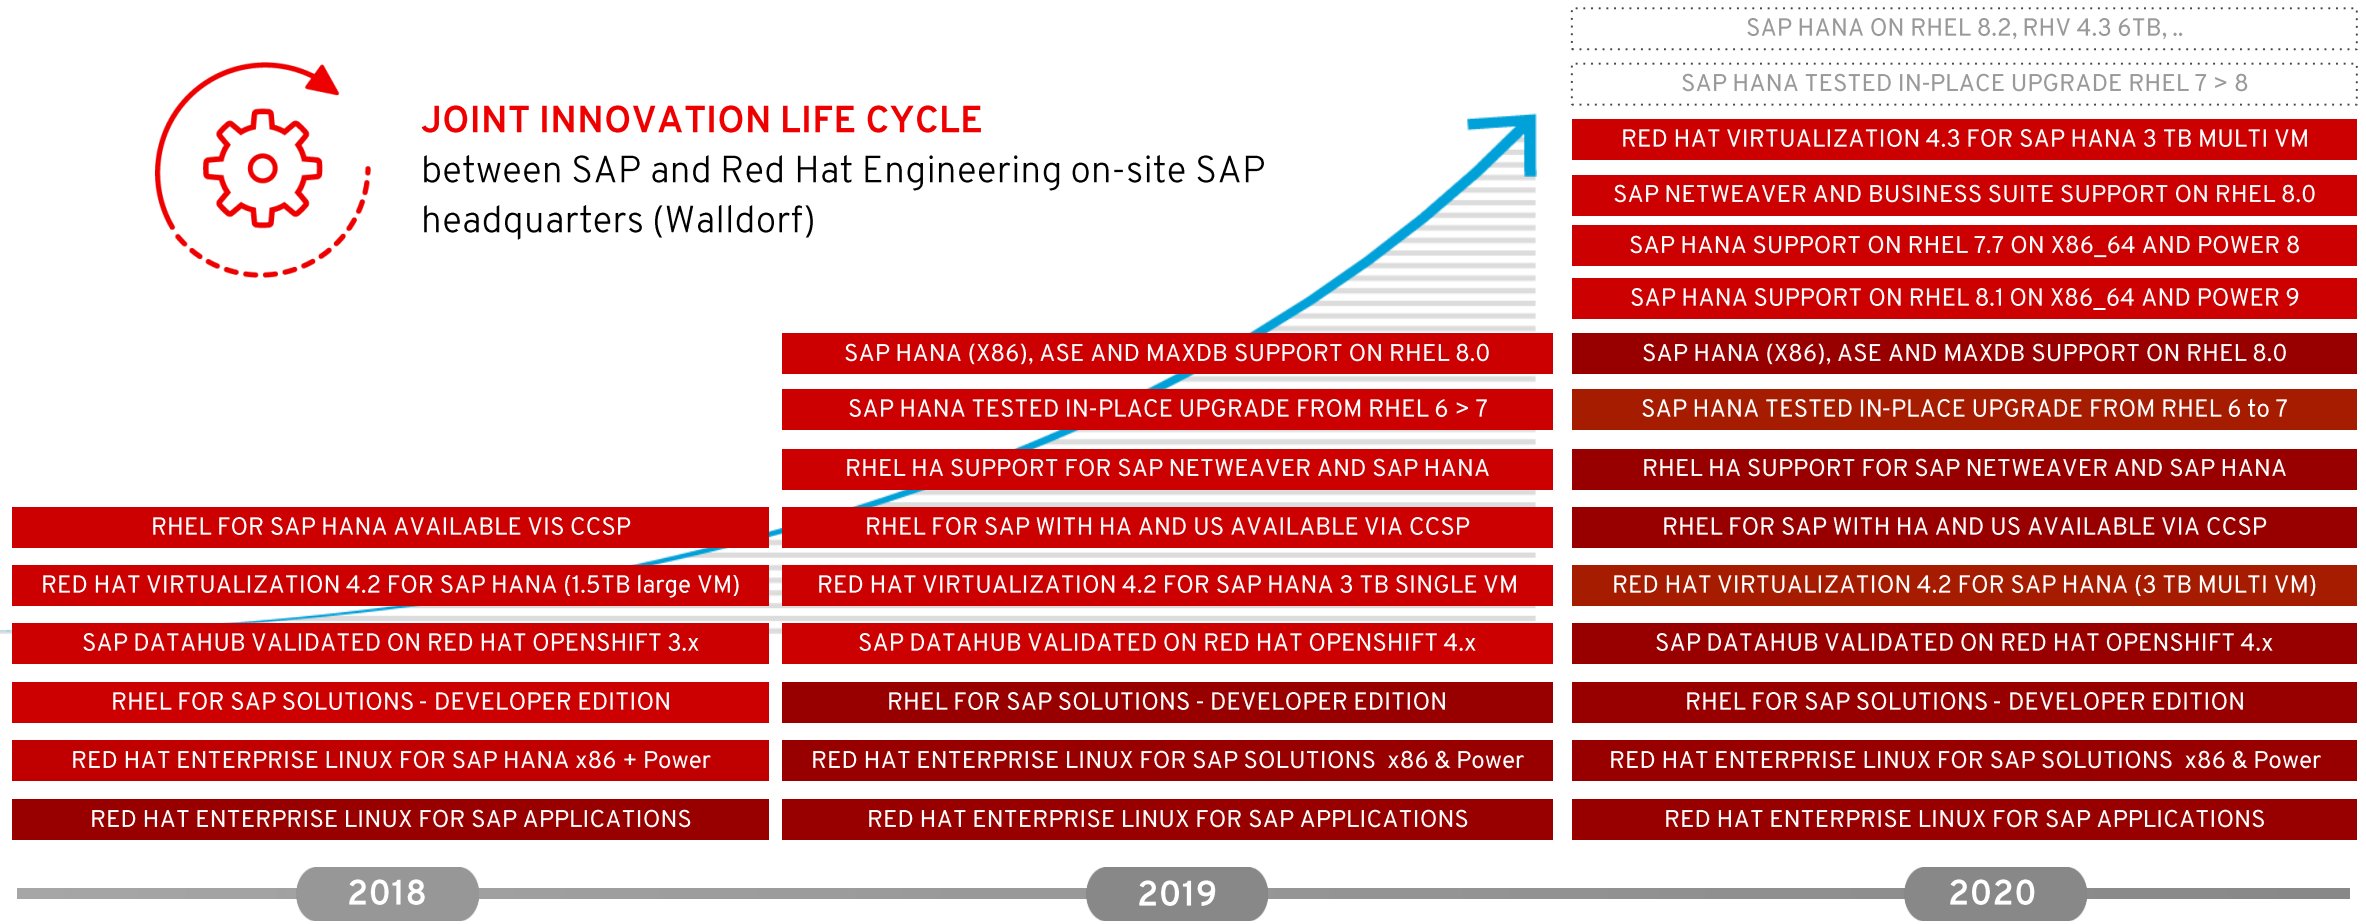 JOINT INNOVATION LIFE CYCLE
between SAP and Red Hat Engineering on-site SAP
headquarters (Walldorf)
RHEL FOR SAP HANA AVAILABLE VIS CCSP
RED HAT VIRTUALIZATION 4.2 FOR SAP HANA (1.5TB large VM)
SAP DATAHUB VALIDATED ON RED HAT OPENSHIFT 3.x
RHEL FOR SAP SOLUTIONS - DEVELOPER EDITION
RED HAT ENTERPRISE LINUX FOR SAP HANA x86 + Power
RED HAT ENTERPRISE LINUX FOR SAP APPLICATIONS
2018
SAP HANA (X86), ASE AND MAXDB SUPPORT ON RHEL 8.0
SAP HANA TESTED IN-PLACE UPGRADE FROM RHEL 6 > 7
RHEL HA SUPPORT FOR SAP NETWEAVER AND SAP HANA
RHEL FOR SAP WITH HA AND US AVAILABLE VIA CCSP
RED HAT VIRTUALIZATION 4.2 FOR SAP HANA 3 TB SINGLE VM
SAP DATAHUB VALIDATED ON RED HAT OPENSHIFT 4.x
RHEL FOR SAP SOLUTIONS - DEVELOPER EDITION
RED HAT ENTERPRISE LINUX FOR SAP SOLUTIONS x86 & Power
RED HAT ENTERPRISE LINUX FOR SAP APPLICATIONS
2019
SAP HANA ON RHEL 8.2, RHV 4.3 6TB, ..
SAP HANA TESTED IN-PLACE UPGRADE RHEL 7 > 8
RED HAT VIRTUALIZATION 4.3 FOR SAP HANA 3 TB MULTI VM
SAP NETWEAVER AND BUSINESS SUITE SUPPORT ON RHEL 8.0
SAP HANA SUPPORT ON RHEL 7.7 ON X86_64 AND POWER 8
SAP HANA SUPPORT ON RHEL 8.1 ON X86_64 AND POWER 9
SAP HANA (X86), ASE AND MAXDB SUPPORT ON RHEL 8.0
SAP HANA TESTED IN-PLACE UPGRADE FROM RHEL 6 to 7
RHEL HA SUPPORT FOR SAP NETWEAVER AND SAP HANA
RHEL FOR SAP WITH HA AND US AVAILABLE VIA CCSP
RED HAT VIRTUALIZATION 4.2 FOR SAP HANA (3 TB MULTI VM)
SAP DATAHUB VALIDATED ON RED HAT OPENSHIFT 4.x
RHEL FOR SAP SOLUTIONS - DEVELOPER EDITION
RED HAT ENTERPRISE LINUX FOR SAP SOLUTIONS x86 & Power
RED HAT ENTERPRISE LINUX FOR SAP APPLICATIONS
2020